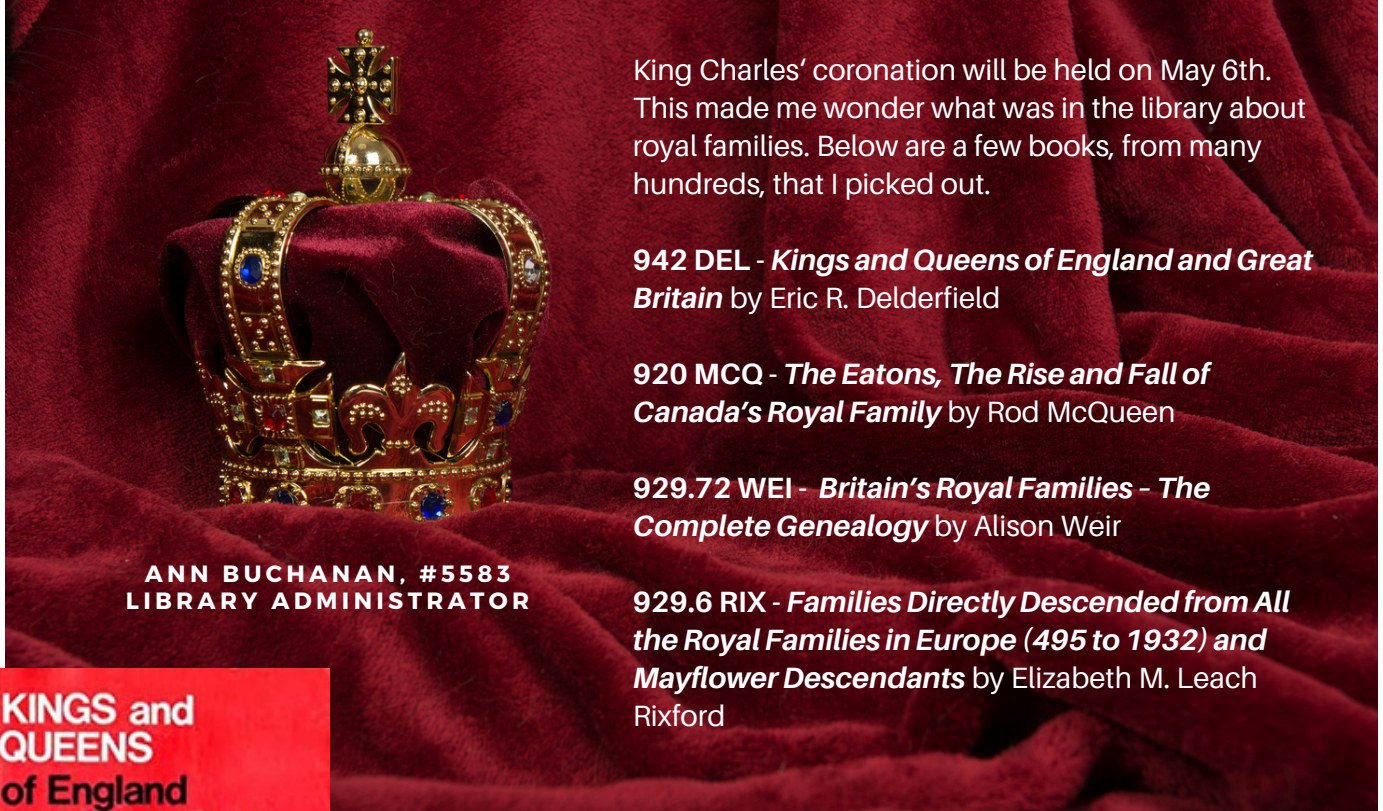 King Charles‘ coronation will be held on May 6th.
This made me wonder what was in the library about
royal families. Below are a few books, from many
hundreds, that I picked out.
942 DEL - Kings and Queens of England and Great
Britain by Eric R. Delderfield
920 MCQ - The Eatons, The Rise and Fall of
Canada’s Royal Family by Rod McQueen
929.72 WEI - Britain’s Royal Families – The
Complete Genealogy by Alison Weir
929.6 RIX - Families Directly Descended from All
the Royal Families in Europe (495 to 1932) and
Mayflower Descendants by Elizabeth M. Leach
Rixford
ANN BUCHANAN, #5583
LIBRARY ADMINISTRATOR
KINGS and
QUEENS
of England